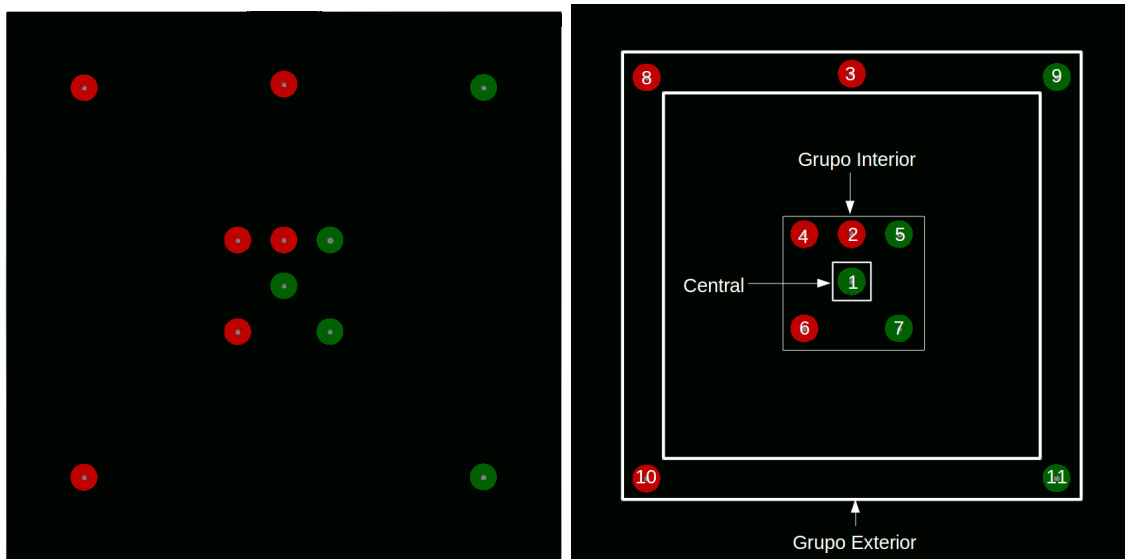 8 3 9
Grupo Interior
4 2 5
Central 1
6 7
10 11
Grupo Exterior